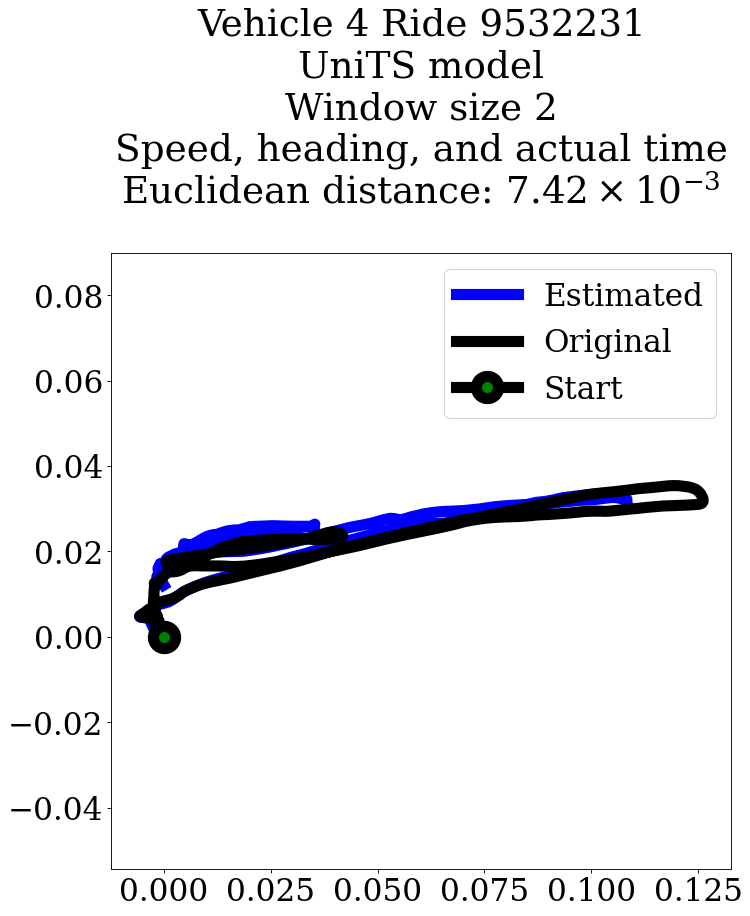 Vehicle 4 Ride 9532231
UniTS model
Window size 2
Speed, heading, and actual time
Euclidean distance: 7.42 × 10⁻³
Estimated
Original
Start
0.08
0.06
0.04
0.02
0.00
−0.02
−0.04
0.000 0.025 0.050 0.075 0.100 0.125